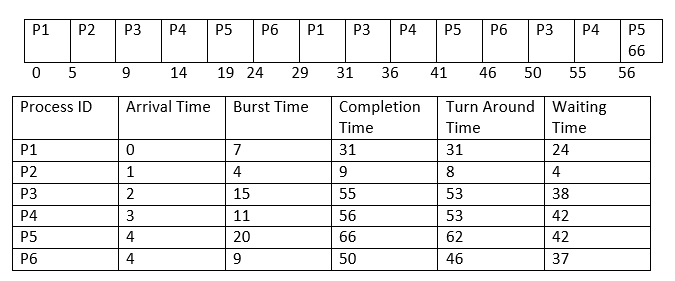 P1 P2 P3 P4 P5 P6 P1 P3 P4 P5 P6 P3 P4 P5
66
0 5 9 14 19 24 29 31 36 41 46 50 55 56
Process ID Arrival Time Burst Time Completion Time Turn Around Time Waiting Time
P1 0 7 31 31 24
P2 1 4 9 8 4
P3 2 15 55 53 38
P4 3 11 56 53 42
P5 4 20 66 62 42
P6 4 9 50 46 37